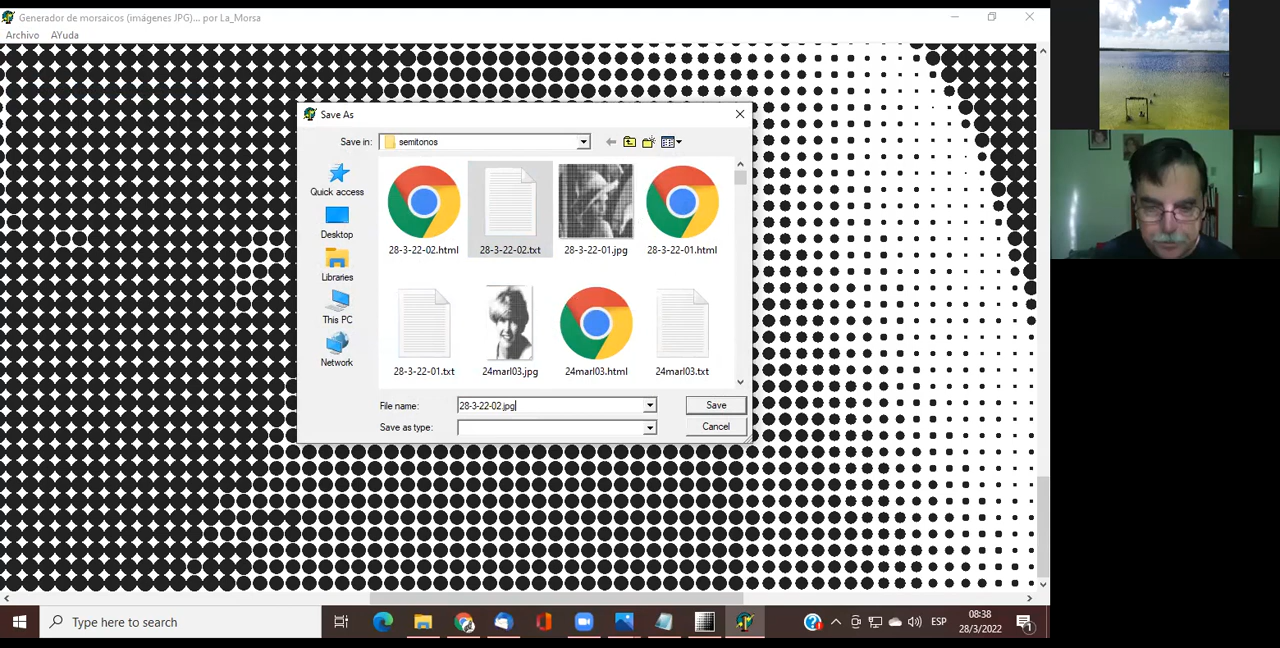 Generador de morsaicos (imágenes JPG)... por La_Morsa
Archivo AYuda
Save As
Save in: semitonos
Quick access
Desktop
Libraries
This PC
Network
28-3-22-02.html 28-3-22-02.txt 28-3-22-01.jpg 28-3-22-01.html
28-3-22-01.txt 24marl03.jpg 24marl03.html 24marl03.txt
File name: 28-3-22-02.jpg Save
Save as type: Cancel
Type here to search
ESP
08:38
28/3/2022
1